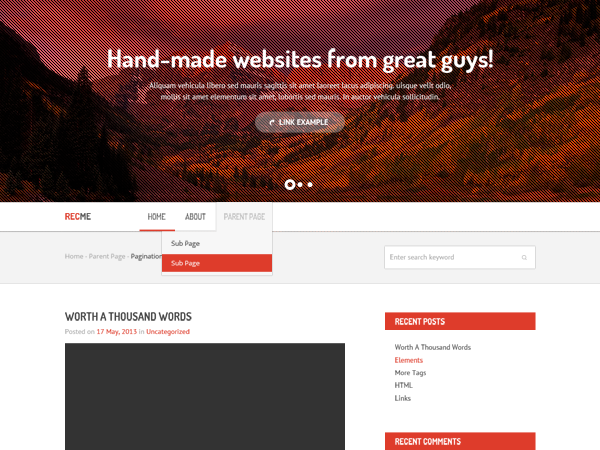 Hand-made websites from great guys!
Aliquam vehicula libero sed mauris sagittis sit amet laoreet lacus adipiscing. uisque velit odio,
mollis sit amet elementum sit amet, lobortis sed mauris. In auctor vehicula sollicitudin.
LINK EXAMPLE
RECME HOME ABOUT PARENT PAGE
Sub Page
Home - Parent Page - Pagination
Enter search keyword
Sub Page
WORTH A THOUSAND WORDS
Posted on 17 May, 2013 in Uncategorized
RECENT POSTS
Worth A Thousand Words
Elements
More Tags
HTML
Links
RECENT COMMENTS